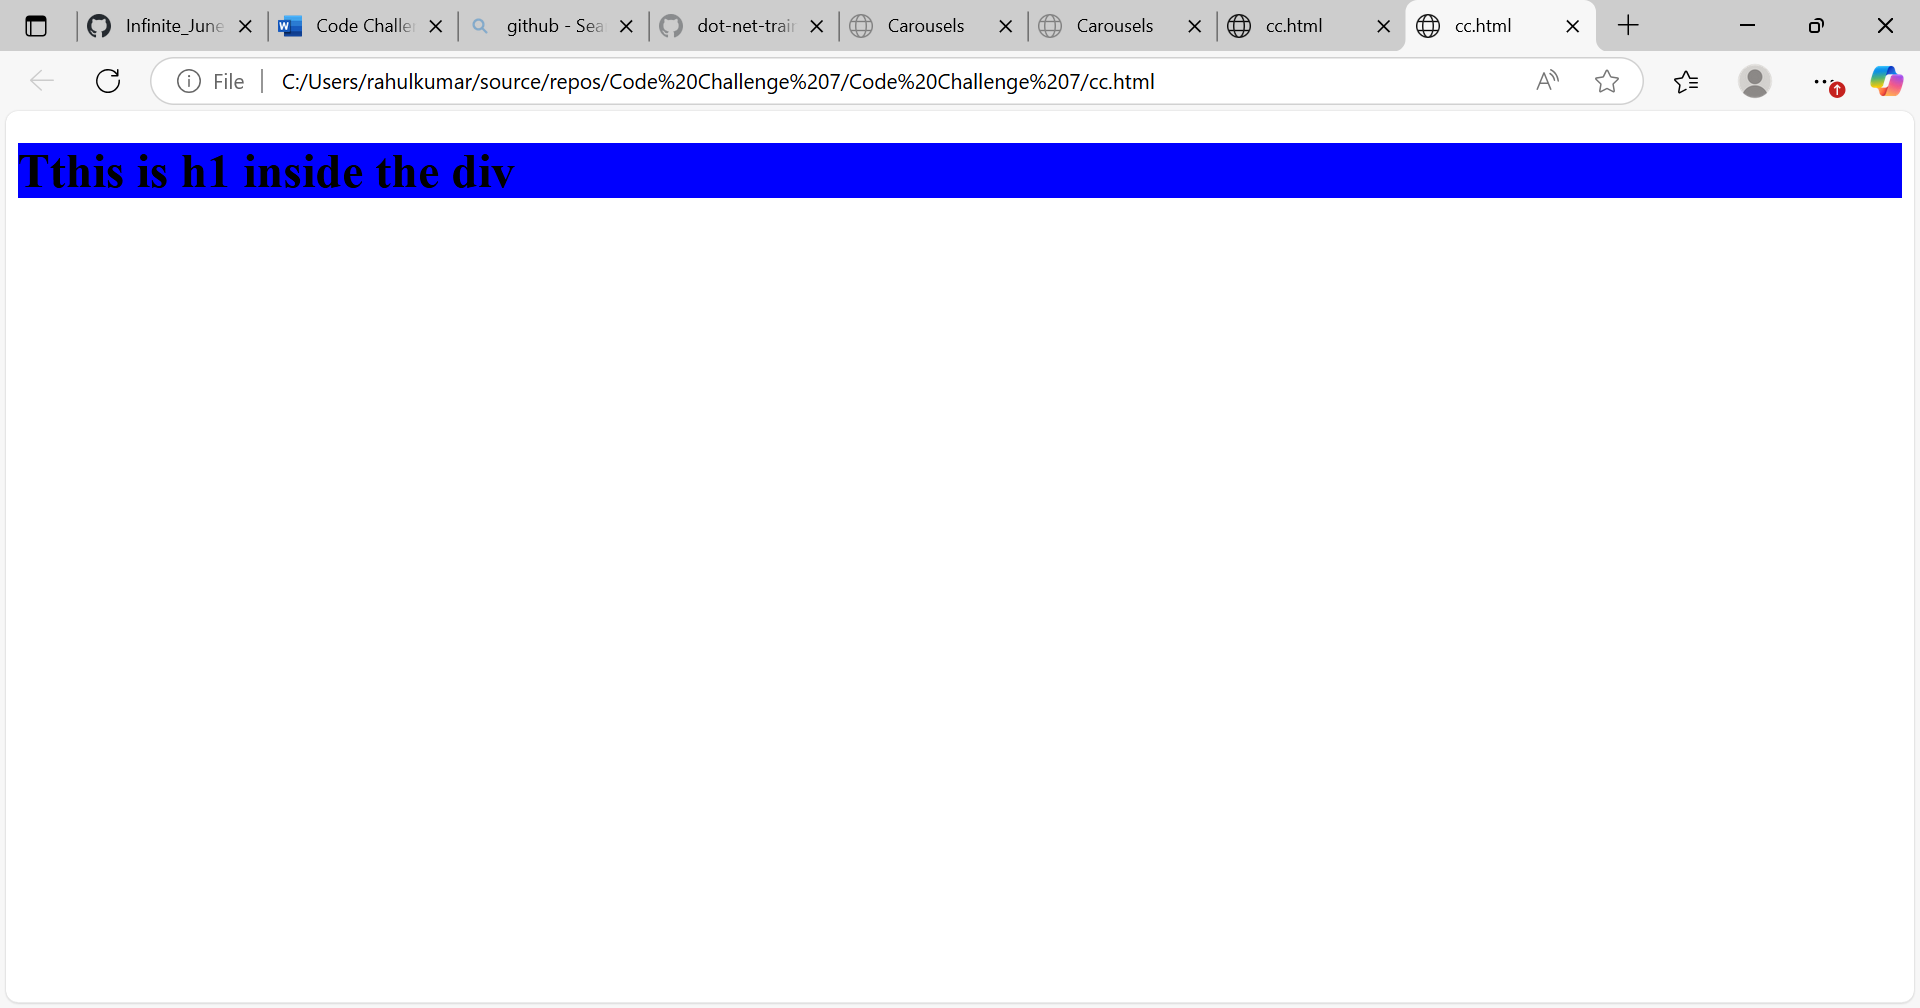 Infinite_June
Code Challe
github - Sea
dot-net-train
Carousels
Carousels
cc.html
cc.html
File
C:/Users/rahulkumar/source/repos/Code%20Challenge%207/Code%20Challenge%207/cc.html
Tthis is h1 inside the div